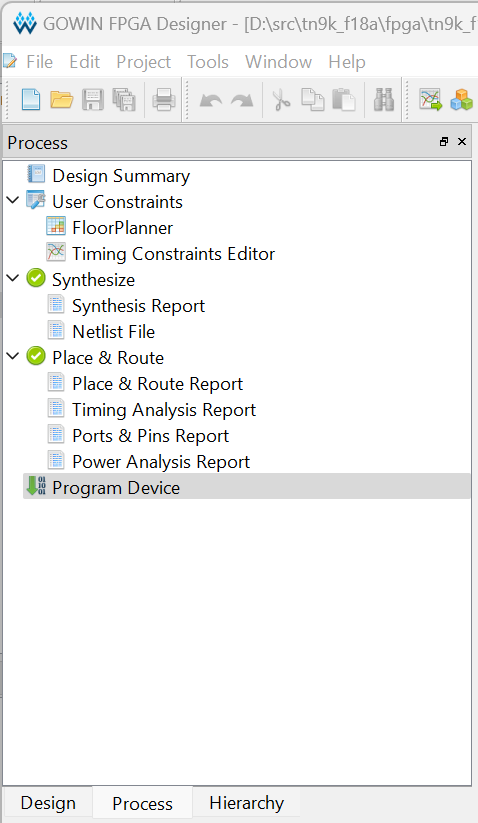 GOWIN FPGA Designer - [D:\src\tn9k_f18a\fpga\tn9k_f
File Edit Project Tools Window Help
Process
Design Summary
User Constraints
FloorPlanner
Timing Constraints Editor
Synthesize
Synthesis Report
Netlist File
Place & Route
Place & Route Report
Timing Analysis Report
Ports & Pins Report
Power Analysis Report
Program Device
Design Process Hierarchy